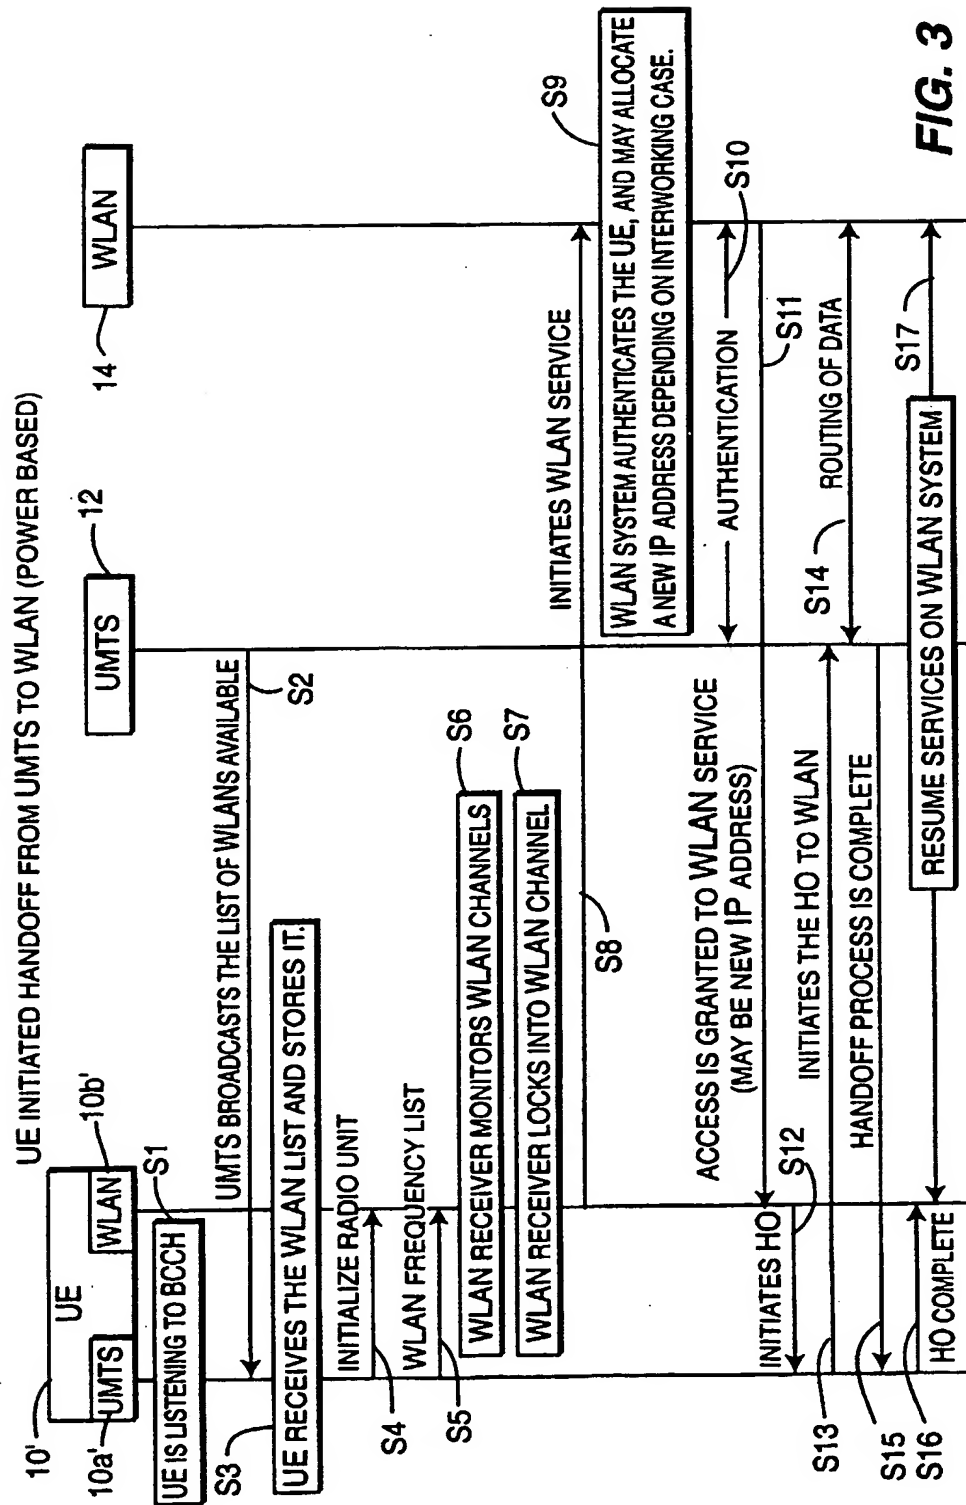 UE INITIATED HANDOFF FROM UMTS TO WLAN (POWER BASED)
10'
UE
10a'
UMTS
WLAN
10b'
UMTS
12
14
WLAN
UE IS LISTENING TO BCCH
S1
UMTS BROADCASTS THE LIST OF WLANS AVAILABLE
S2
S3
UE RECEIVES THE WLAN LIST AND STORES IT.
INITIALIZE RADIO UNIT
S4
WLAN FREQUENCY LIST
S5
WLAN RECEIVER MONITORS WLAN CHANNELS
S6
WLAN RECEIVER LOCKS INTO WLAN CHANNEL
S7
INITIATES WLAN SERVICE
S8
WLAN SYSTEM AUTHENTICATES THE UE, AND MAY ALLOCATE
A NEW IP ADDRESS DEPENDING ON INTERWORKING CASE.
S9
AUTHENTICATION
S10
ACCESS IS GRANTED TO WLAN SERVICE
(MAY BE NEW IP ADDRESS)
S11
INITIATES HO
S12
INITIATES THE HO TO WLAN
S13
S14
ROUTING OF DATA
HANDOFF PROCESS IS COMPLETE
S15
S16
HO COMPLETE
RESUME SERVICES ON WLAN SYSTEM
S17
FIG. 3